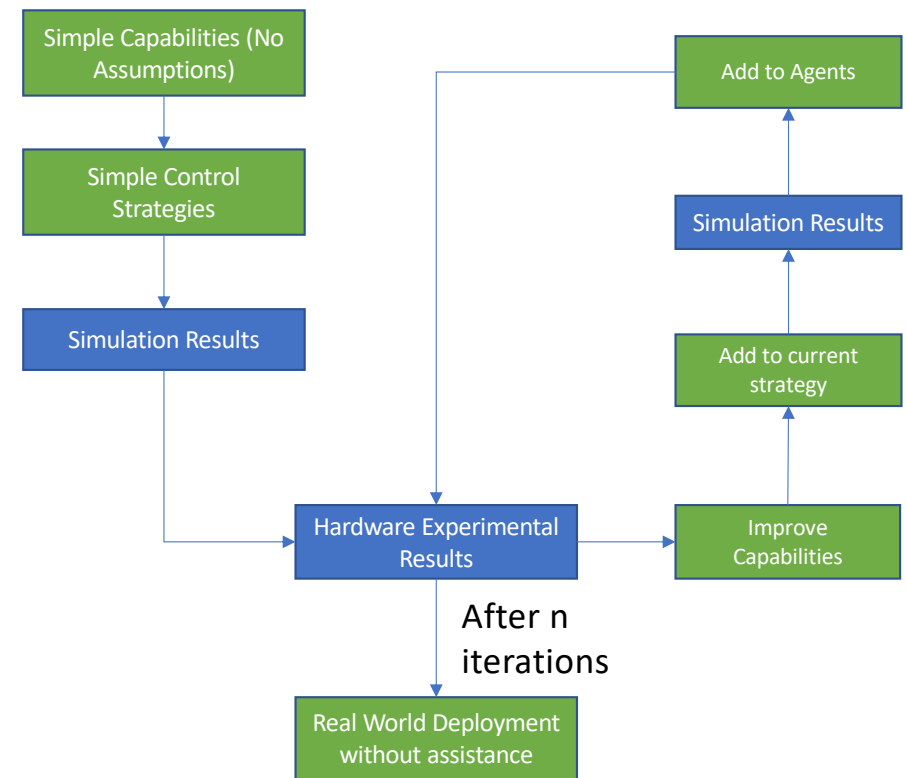 Simple Capabilities (No
Assumptions)
Simple Control
Strategies
Simulation Results
Hardware Experimental
Results
Improve
Capabilities
Add to current
strategy
Simulation Results
Add to Agents
After n
iterations
Real World Deployment
without assistance